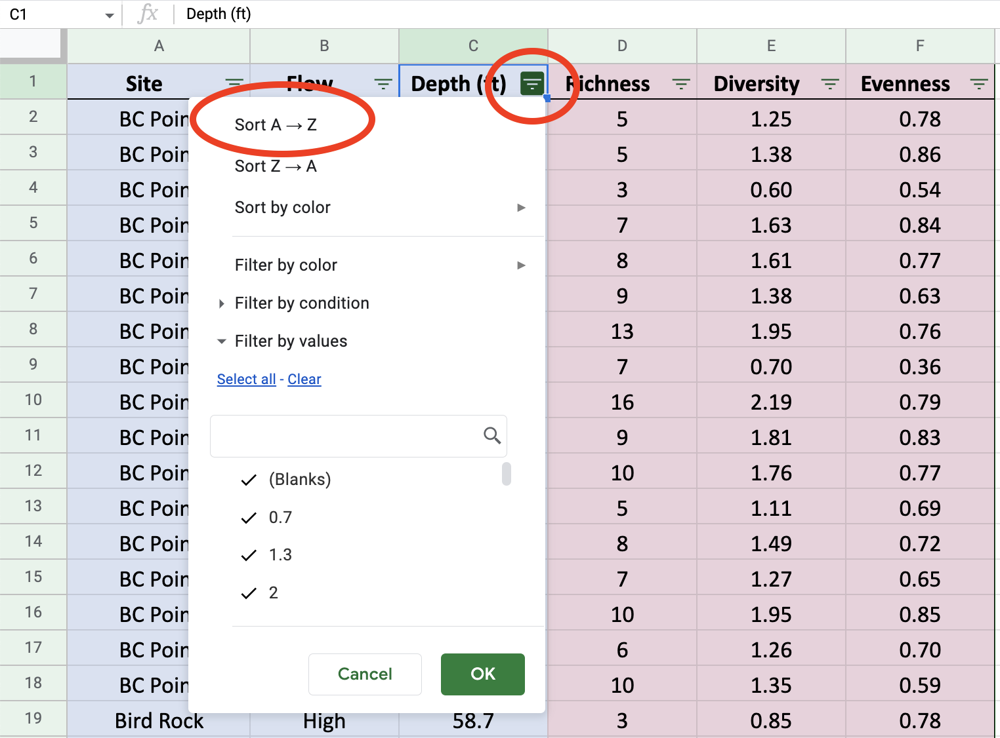 C1 fx Depth (ft)
A B C D E F
1 Site Flow Depth (ft) Richness Diversity Evenness
2 BC Poin 5 1.25 0.78
Sort A → Z
3 BC Poin 5 1.38 0.86
Sort Z → A
4 BC Poin 3 0.60 0.54
Sort by color
5 BC Poin 7 1.63 0.84
6 BC Poin Filter by color 8 1.61 0.77
7 BC Poin Filter by condition 9 1.38 0.63
8 BC Poin Filter by values 13 1.95 0.76
9 BC Poin 7 0.70 0.36
Select all - Clear
10 BC Poin 16 2.19 0.79
11 BC Poin 9 1.81 0.83
12 BC Poin (Blanks) 10 1.76 0.77
13 BC Poin 0.7 5 1.11 0.69
14 BC Poin 1.3 8 1.49 0.72
15 BC Poin 7 1.27 0.65
2
16 BC Poin 10 1.95 0.85
17 BC Poin 6 1.26 0.70
Cancel OK
18 BC Poin 10 1.35 0.59
19 Bird Rock High 58.7 3 0.85 0.78